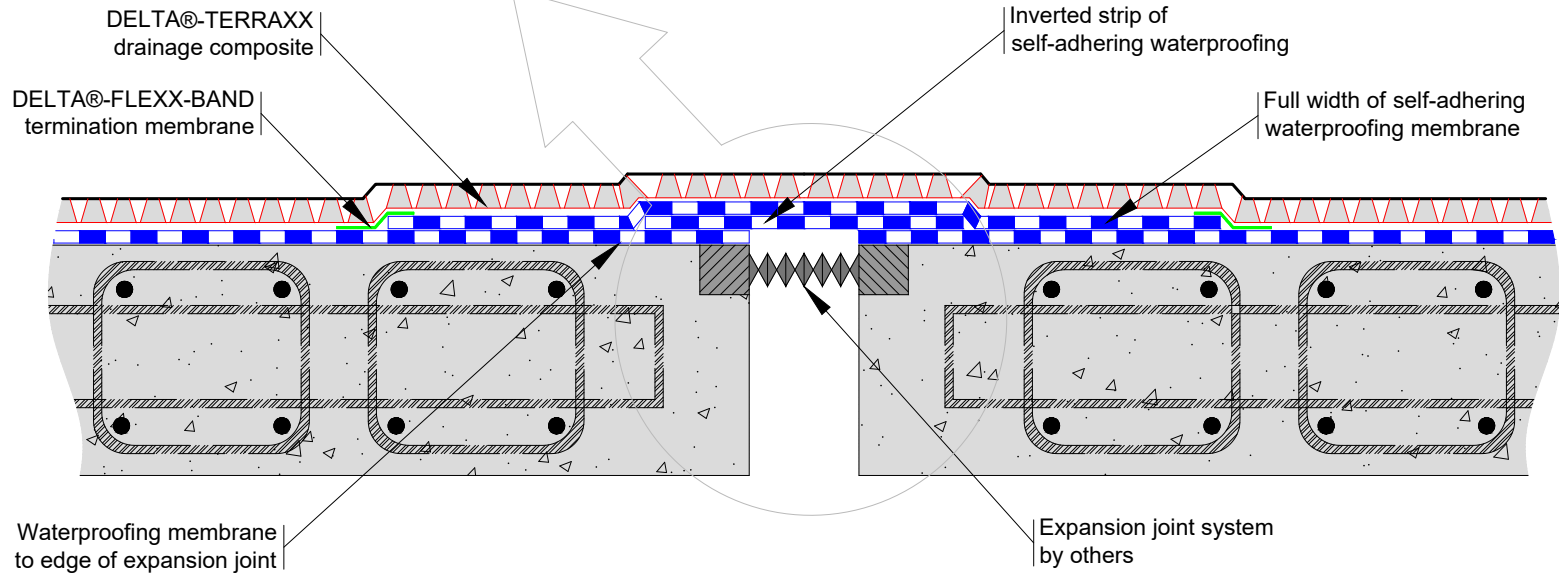 DELTA®-TERRAXX
drainage composite
Inverted strip of
self-adhering waterproofing
DELTA®-FLEXX-BAND
termination membrane
Full width of self-adhering
waterproofing membrane
Waterproofing membrane
to edge of expansion joint
Expansion joint system
by others